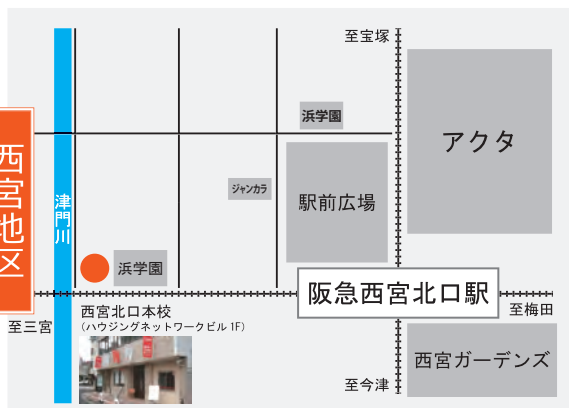 至宝塚
浜学園
アクタ
西宮地区
津門川
ジャンカラ
駅前広場
浜学園
阪急西宮北口駅
至三宮
西宮北口本校
(ハウジングネットワークビル 1F)
至梅田
西宮ガーデンズ
至今津